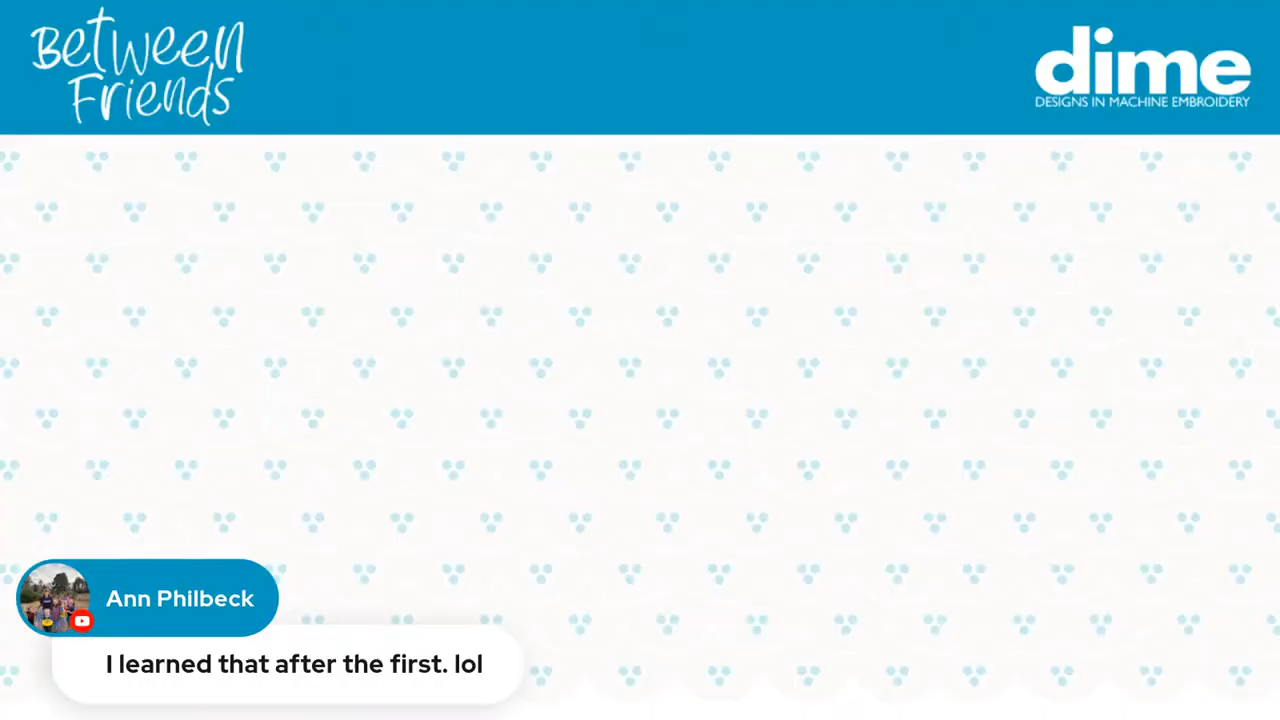 Between
Friends
dime
DESIGNS IN MACHINE EMBROIDERY
Ann Philbeck
I learned that after the first. lol